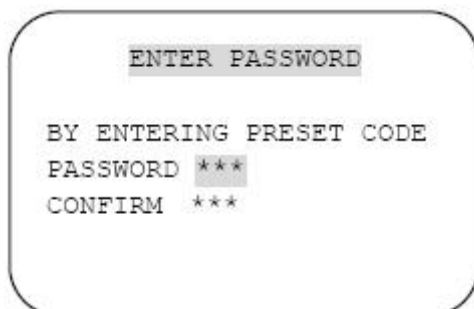 ENTER PASSWORD
BY ENTERING PRESET CODE
PASSWORD ***
CONFIRM ***